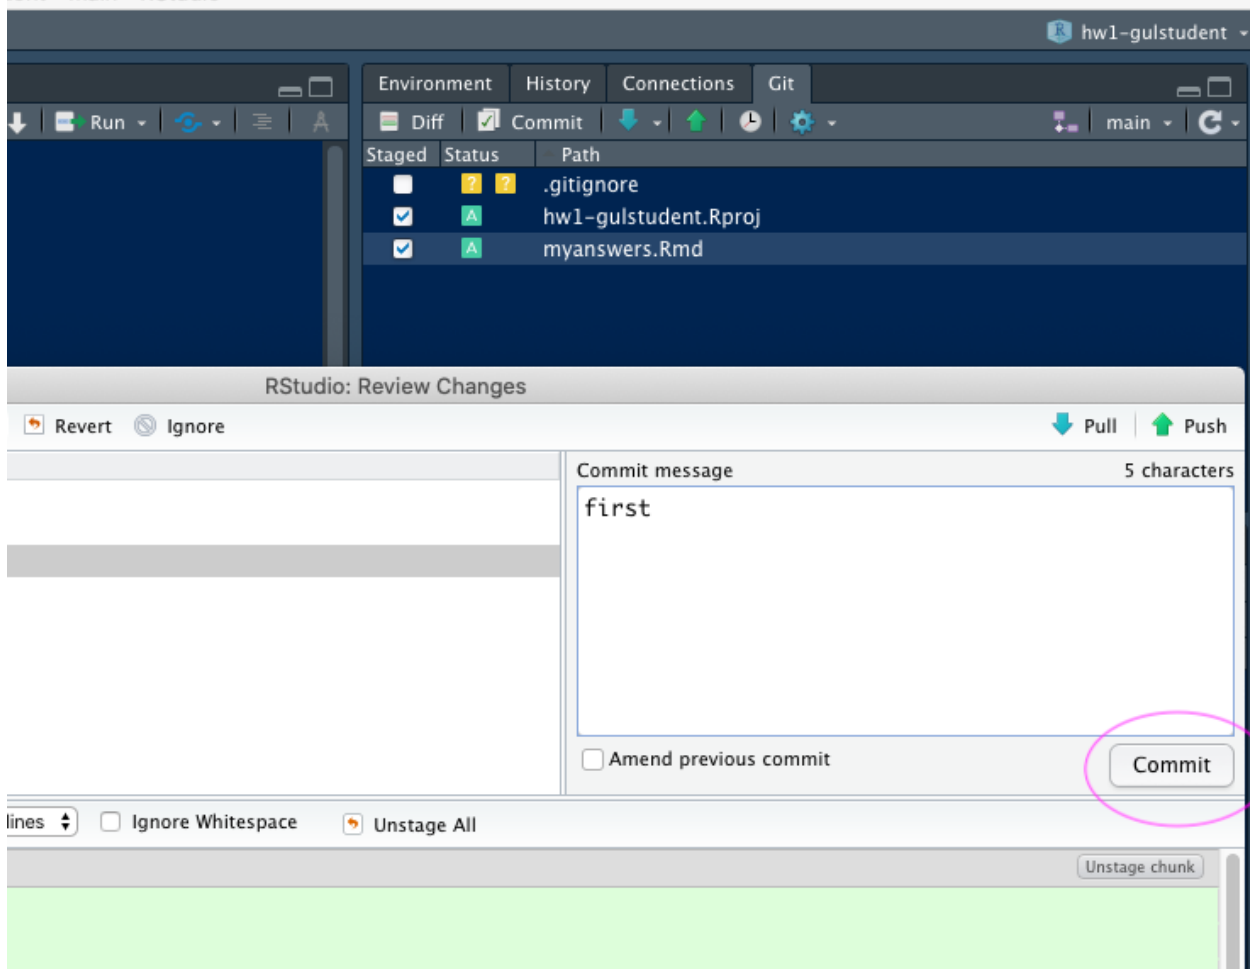 hw1-gulstudent
Environment History Connections Git
Run
Diff Commit main
Staged Status Path
? ? .gitignore
A hw1-gulstudent.Rproj
A myanswers.Rmd
RStudio: Review Changes
Revert Ignore Pull Push
Commit message 5 characters
first
Amend previous commit Commit
lines Ignore Whitespace Unstage All
Unstage chunk